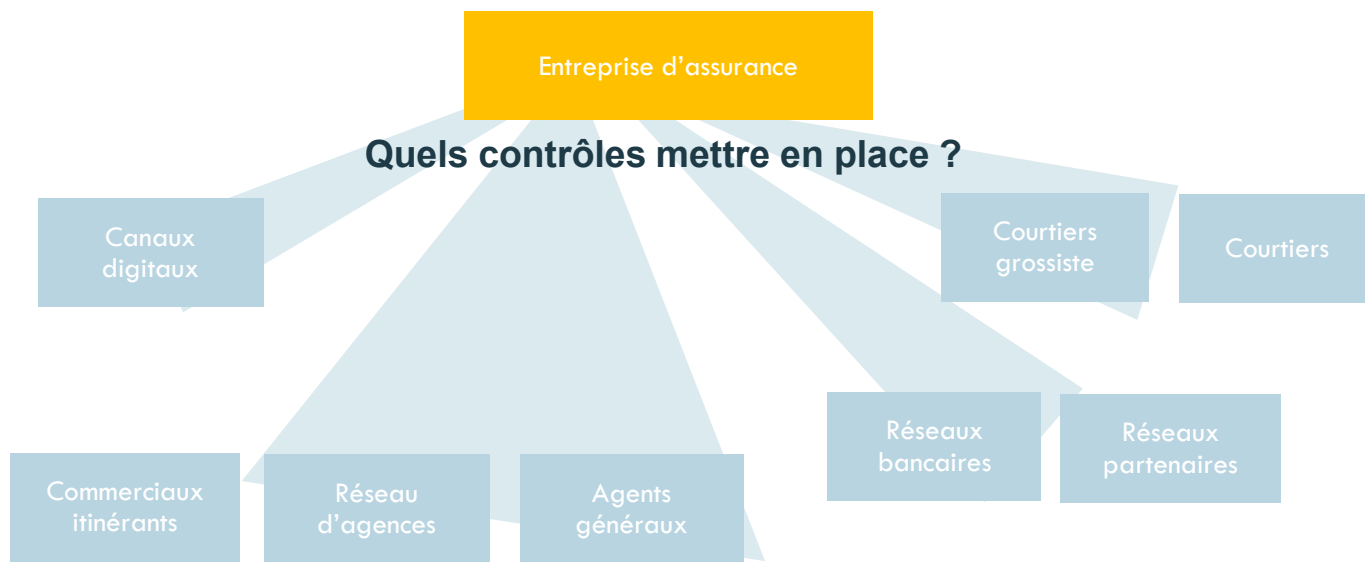 Entreprise d’assurance
Quels contrôles mettre en place ?
Canaux
digitaux
Courtiers
grossiste
Courtiers
Réseaux
bancaires
Réseaux
partenaires
Commerciaux
itinérants
Réseau
d’agences
Agents
généraux